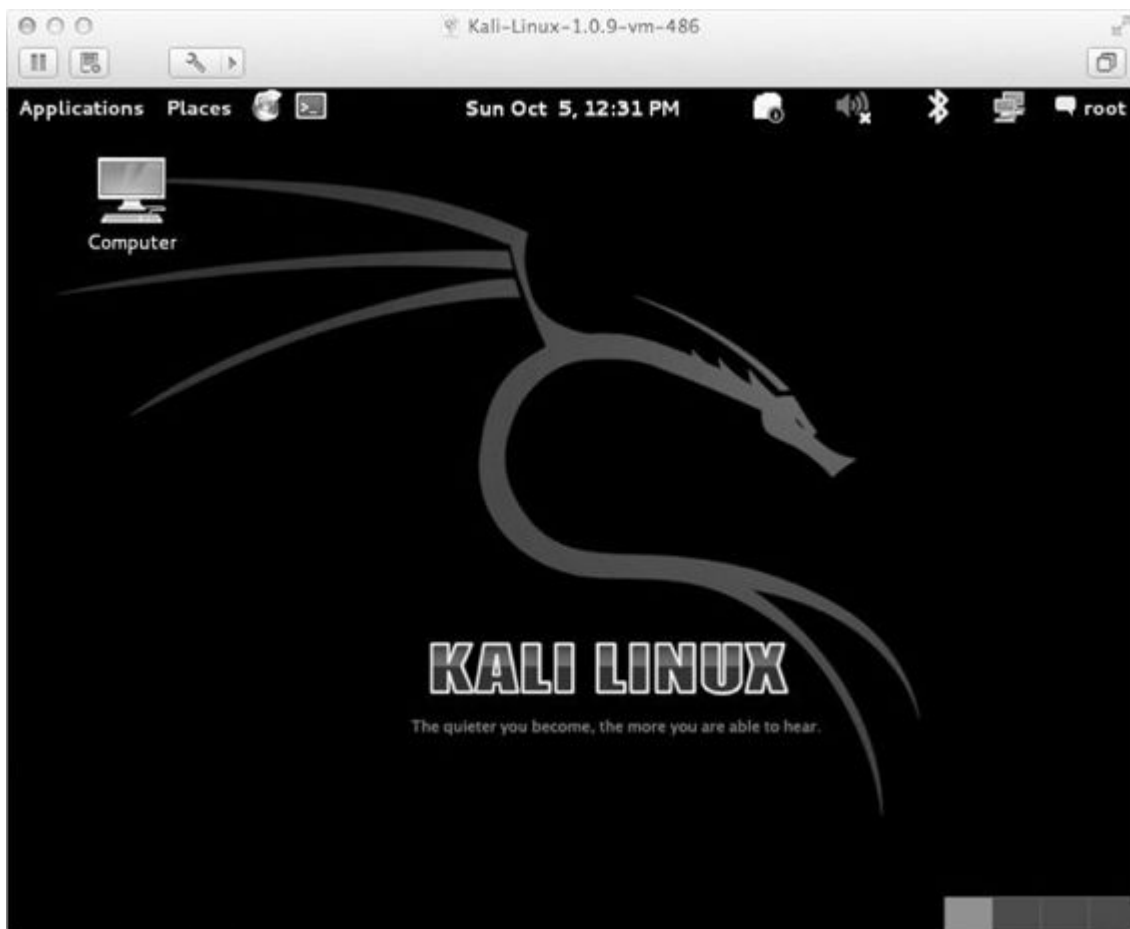 Kali-Linux-1.0.9-vm-486
Applications Places Sun Oct 5, 12:31 PM root
Computer
KALI LINUX
The quieter you become, the more you are able to hear.